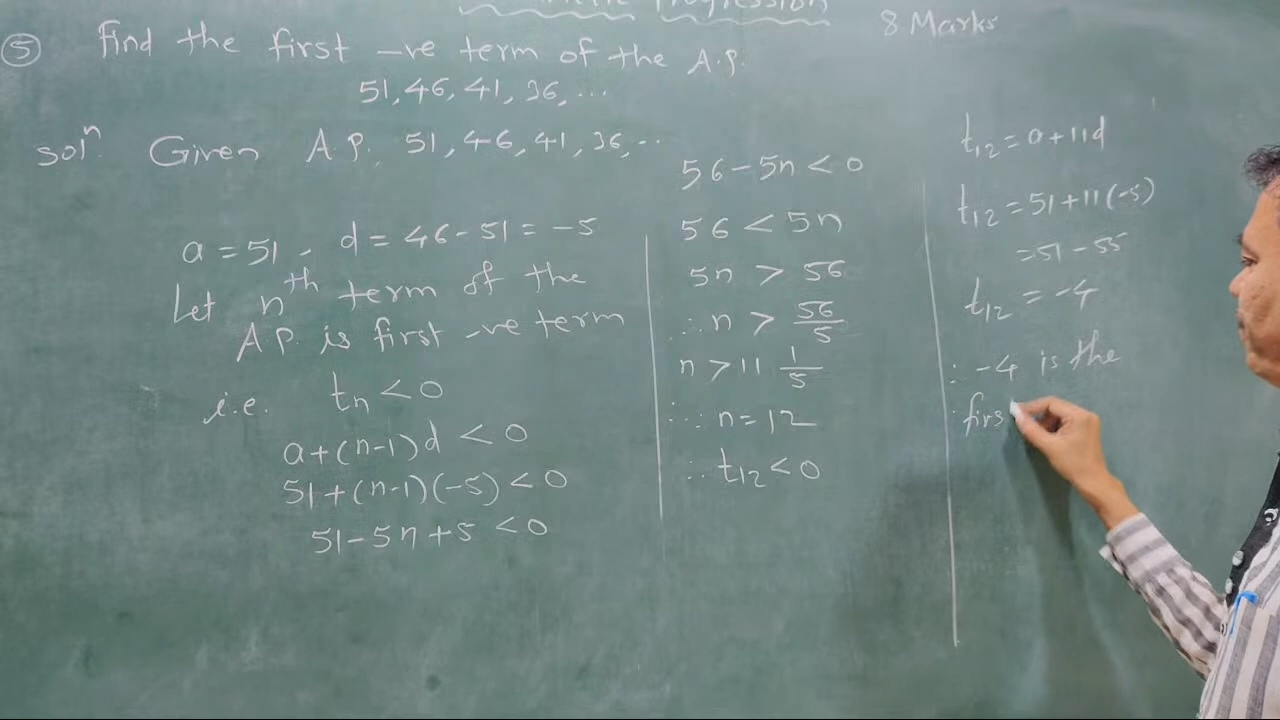 Progression
8 Marks
⑤ Find the first -ve term of the A.P.
51, 46, 41, 36, ...
solⁿ. Given A.P. 51, 46, 41, 36, ...
a = 51, d = 46 - 51 = -5
Let nᵗʰ term of the
A.P. is first -ve term
i.e. tₙ < 0
a + (n-1)d < 0
51 + (n-1)(-5) < 0
51 - 5n + 5 < 0
56 - 5n < 0
56 < 5n
5n > 56
∴ n > 56/5
n > 11 1/5
∴ n = 12
∴ t₁₂ < 0
t₁₂ = a + 11d
t₁₂ = 51 + 11(-5)
= 51 - 55
t₁₂ = -4
∴ -4 is the
firs